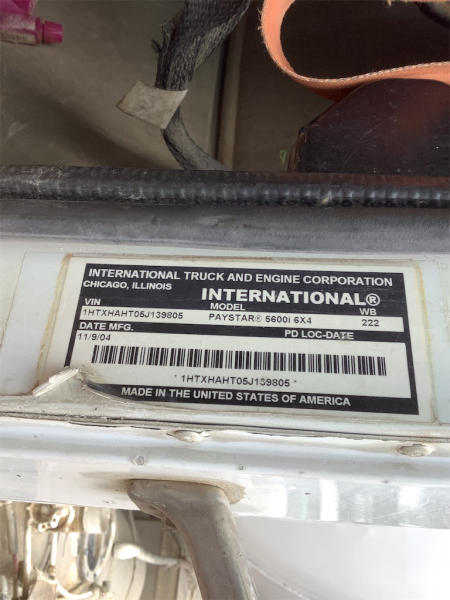 INTERNATIONAL TRUCK AND ENGINE CORPORATION
CHICAGO, ILLINOIS
INTERNATIONAL®
VIN MODEL WB
1HTXHAHT05J139805 PAYSTAR® 5600i 6X4 222
DATE MFG. PD LOC-DATE
11/9/04
* 1HTXHAHT05J139805 *
MADE IN THE UNITED STATES OF AMERICA